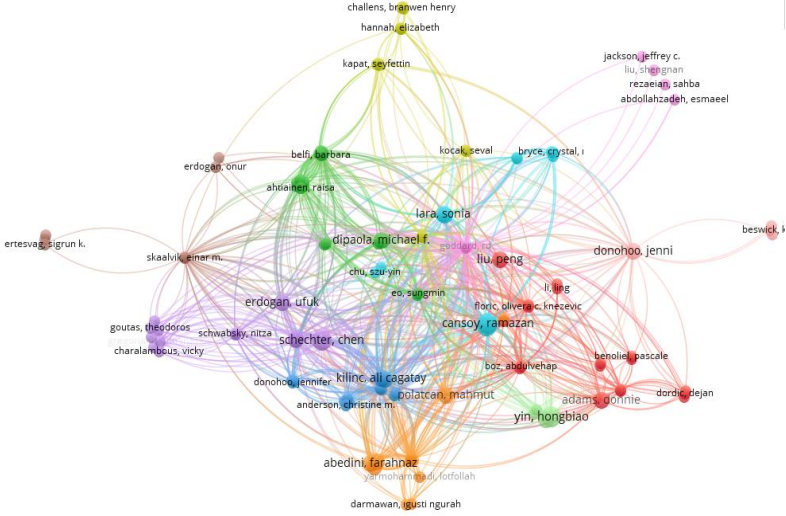 challens, branwen henry
hannah, elizabeth
kapat, seyfettin
jackson, jeffrey c.
liu, shengnan
rezaeian, sahba
abdollahzadeh, esmaeel
belfi, barbara
kocak, seval
bryce, crystal, i
erdogan, onur
ahtiainen, raisa
lara, sonia
beswick, k
ertesvag, sigrun k.
dipaola, michael f.
goddard, rd
donohoo, jenni
skaalvik, einar m.
liu, peng
chu, szu-yin
li, ling
eo, sungmin
erdogan, ufuk
floric, oliveraic, knezevic
goutas, theodoros
schwabsky, nitza
cansoy, ramazan
schechter, chen
charalambous, vicky
benoliel, pascale
boz, abdulvehap
donohoo, jennifer
kilinc, ali cagatay
anderson, christine m.
polatcan, mahmut
adams, donnie
dordic, dejan
yin, hongbiao
abedini, farahnaz
yarmohammadi, lotfollah
darmawan, igusti ngurah